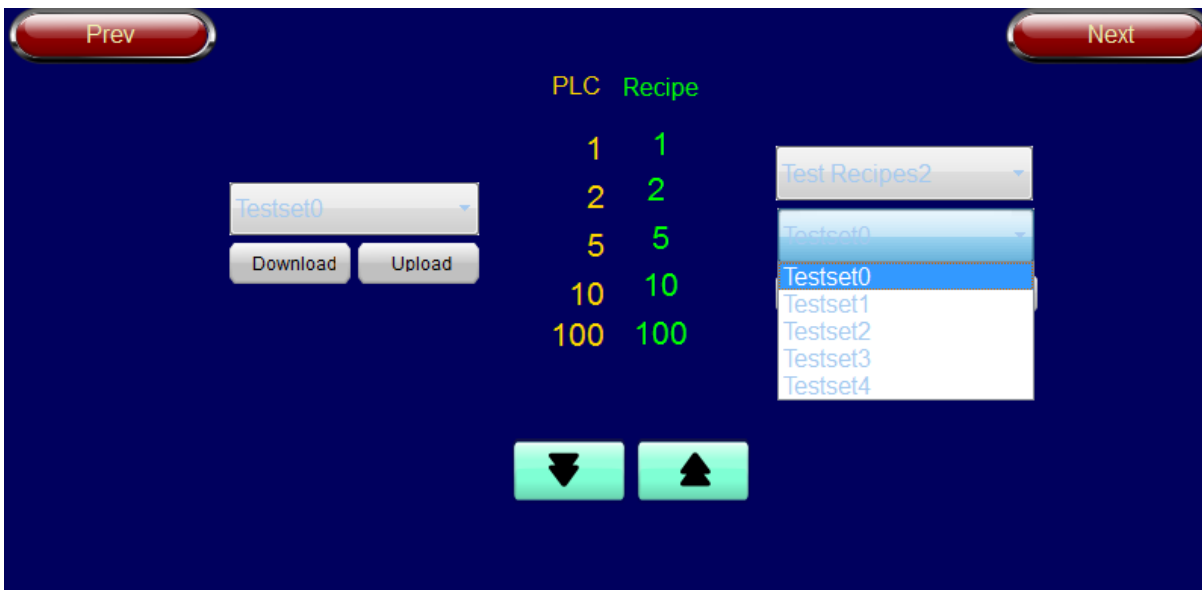 Prev
Next
PLC Recipe
1 1
2 2
5 5
10 10
100 100
Testset0
Download Upload
Test Recipes2
Testset0
Testset0
Testset1
Testset2
Testset3
Testset4